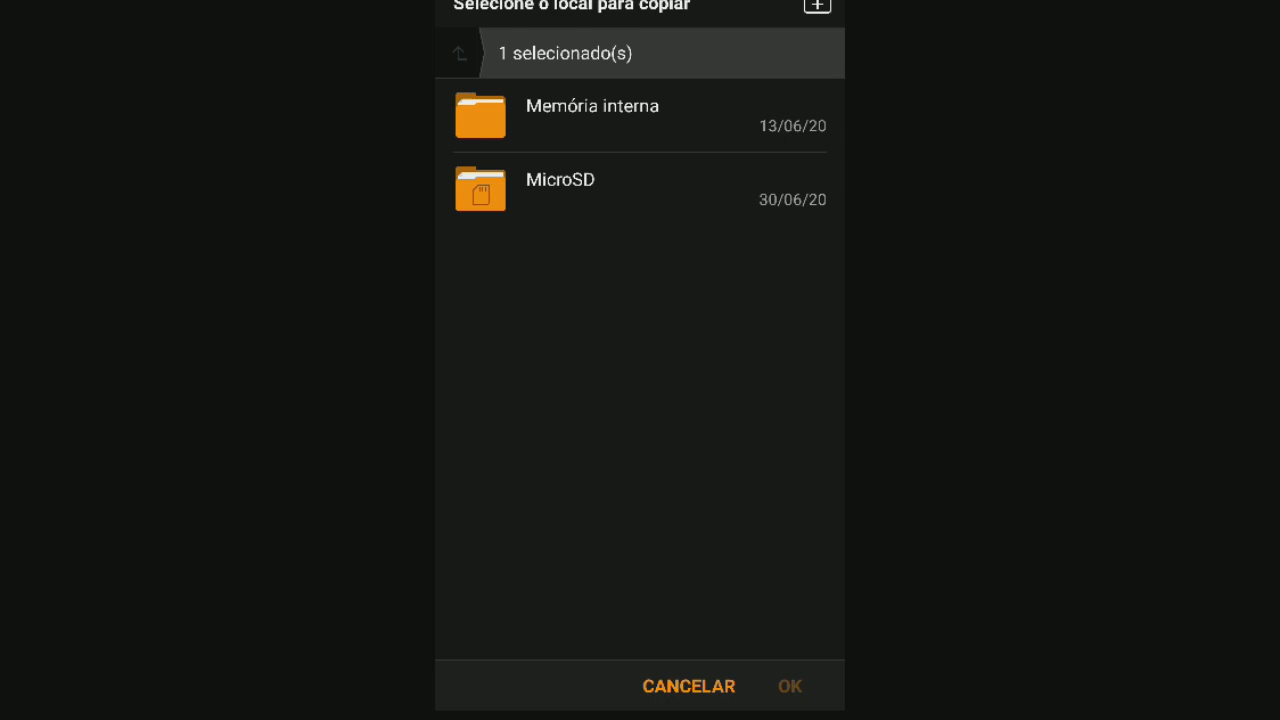 Selecione o local para copiar
1 selecionado(s)
Memória interna
13/06/20
MicroSD
30/06/20
CANCELAR OK